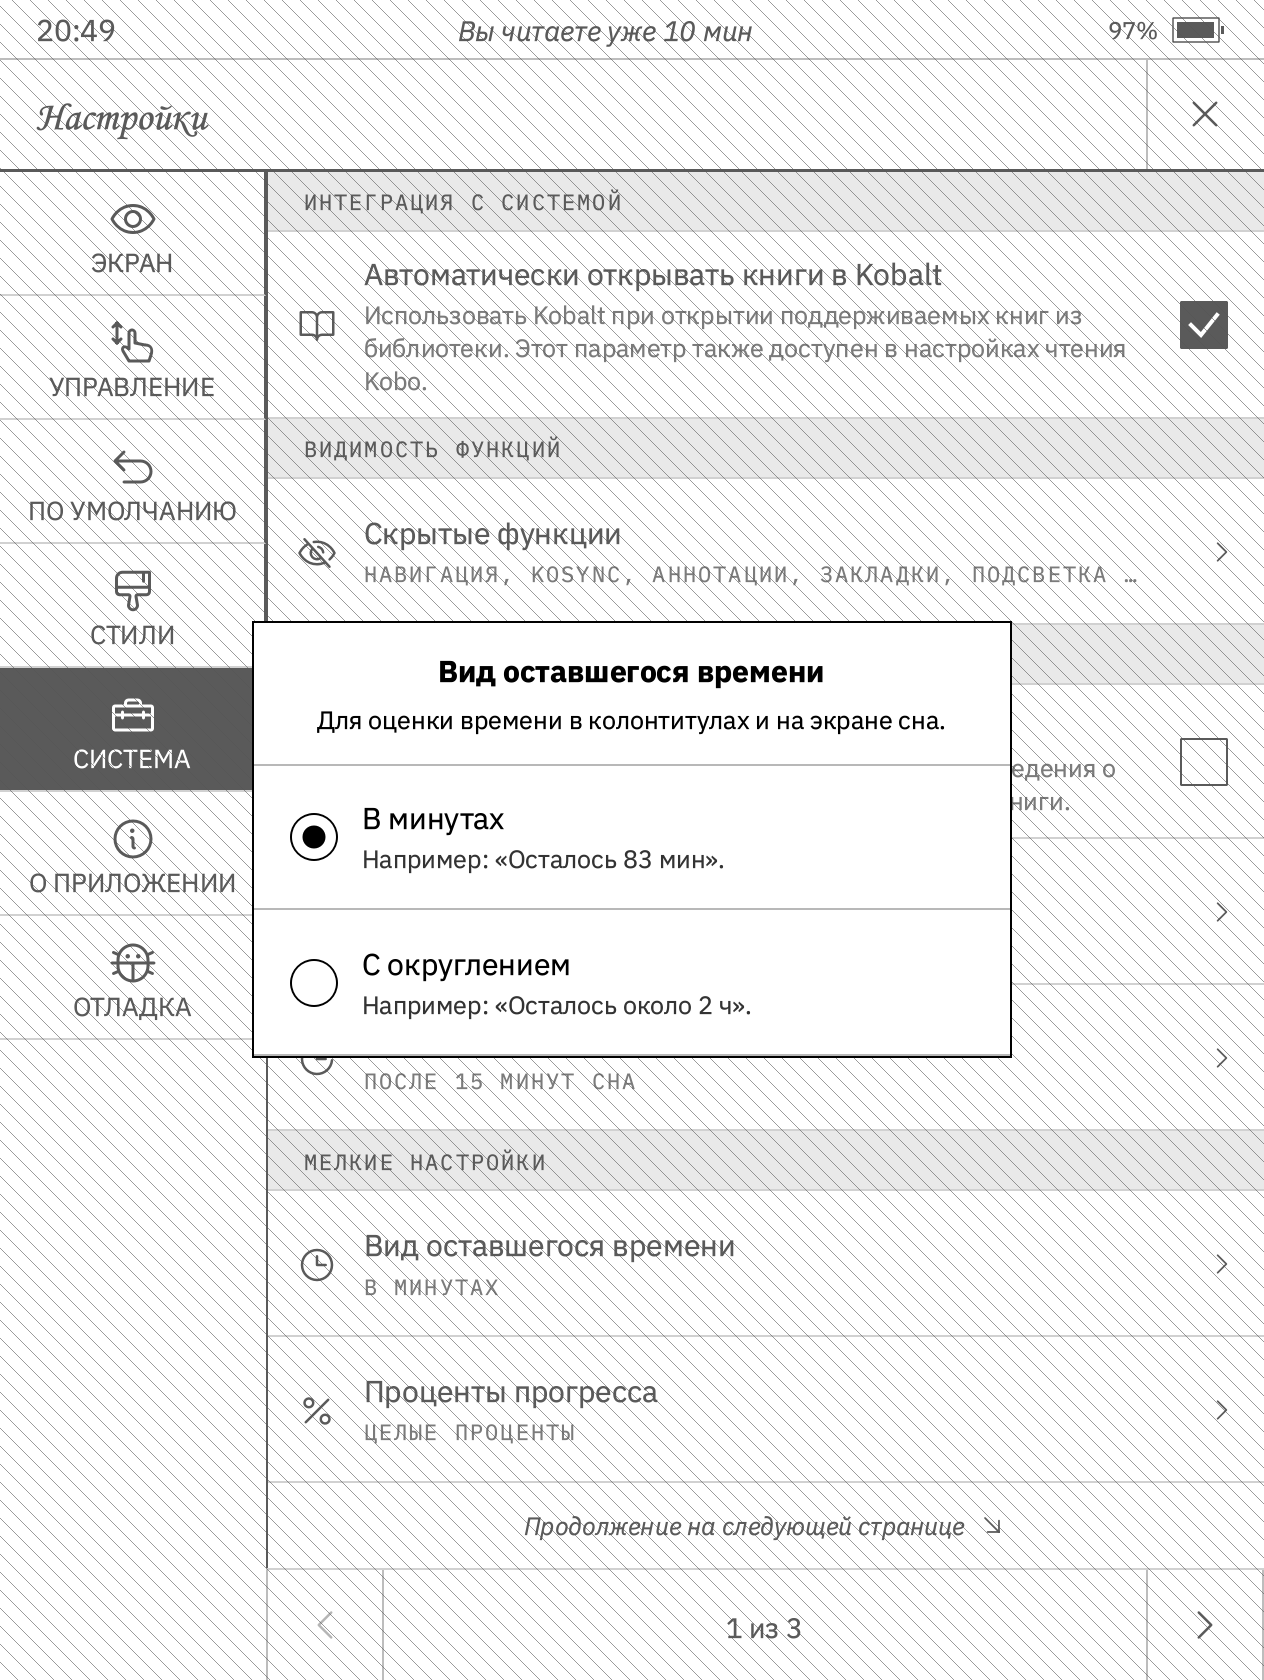 20:49
Вы читаете уже 10 мин
97%
Настройки
ЭКРАН
УПРАВЛЕНИЕ
ПО УМОЛЧАНИЮ
СТИЛИ
СИСТЕМА
О ПРИЛОЖЕНИИ
ОТЛАДКА
ИНТЕГРАЦИЯ С СИСТЕМОЙ
Автоматически открывать книги в Kobalt
Использовать Kobalt при открытии поддерживаемых книг из
библиотеки. Этот параметр также доступен в настройках чтения
Kobo.
ВИДИМОСТЬ ФУНКЦИЙ
Скрытые функции
НАВИГАЦИЯ, KOSYNC, АННОТАЦИИ, ЗАКЛАДКИ, ПОДСВЕТКА …
Вид оставшегося времени
Для оценки времени в колонтитулах и на экране сна.
В минутах
Например: «Осталось 83 мин».
С округлением
Например: «Осталось около 2 ч».
ПОСЛЕ 15 МИНУТ СНА
МЕЛКИЕ НАСТРОЙКИ
Вид оставшегося времени
В МИНУТАХ
Проценты прогресса
ЦЕЛЫЕ ПРОЦЕНТЫ
Продолжение на следующей странице
1 из 3